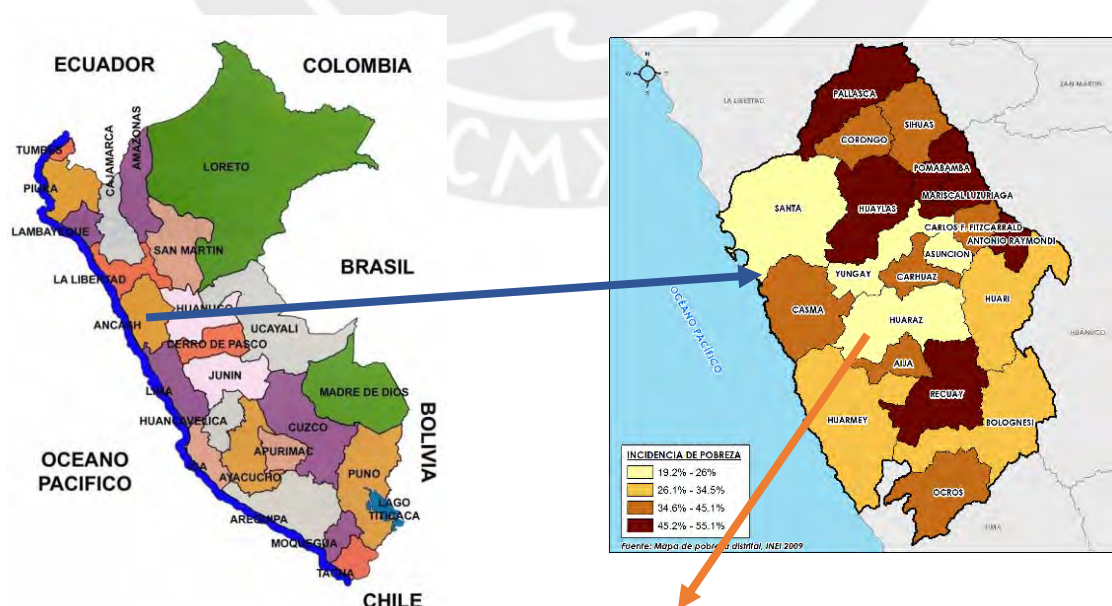 ECUADOR
COLOMBIA
TUMBES
PIURA
CAJAMARCA
AMAZONAS
LORETO
LAMBAYEQUE
SAN MARTIN
LA LIBERTAD
BRASIL
HUANUCO
ANCASH
UCAYALI
CERRO DE PASCO
JUNIN
LIMA
MADRE DE DIOS
HUANCAVELICA
CUZCO
BOLIVIA
OCEANO
PACIFICO
APURIMAC
ICA
AYACUCHO
PUNO
LAGO
TITICACA
AREQUIPA
MOQUEGUA
TACNA
CHILE
N
LA LIBERTAD
SAN MARTIN
PALLASCA
SIHUAS
CORONGO
POMABAMBA
MARISCAL LUZURIAGA
SANTA
HUAYLAS
CARLOS F. FITZCARRALD
ANTONIO RAYMONDI
ASUNCION
YUNGAY
CARHUAZ
HUARI
CASMA
OCÉANO PACÍFICO
HUARAZ
HUÁNUCO
AIJA
RECUAY
HUARMEY
BOLOGNESI
OCROS
LIMA
INCIDENCIA DE POBREZA
19.2% - 26%
26.1% - 34.5%
34.6% - 45.1%
45.2% - 55.1%
Fuente: Mapa de pobreza distrital, INEI 2009